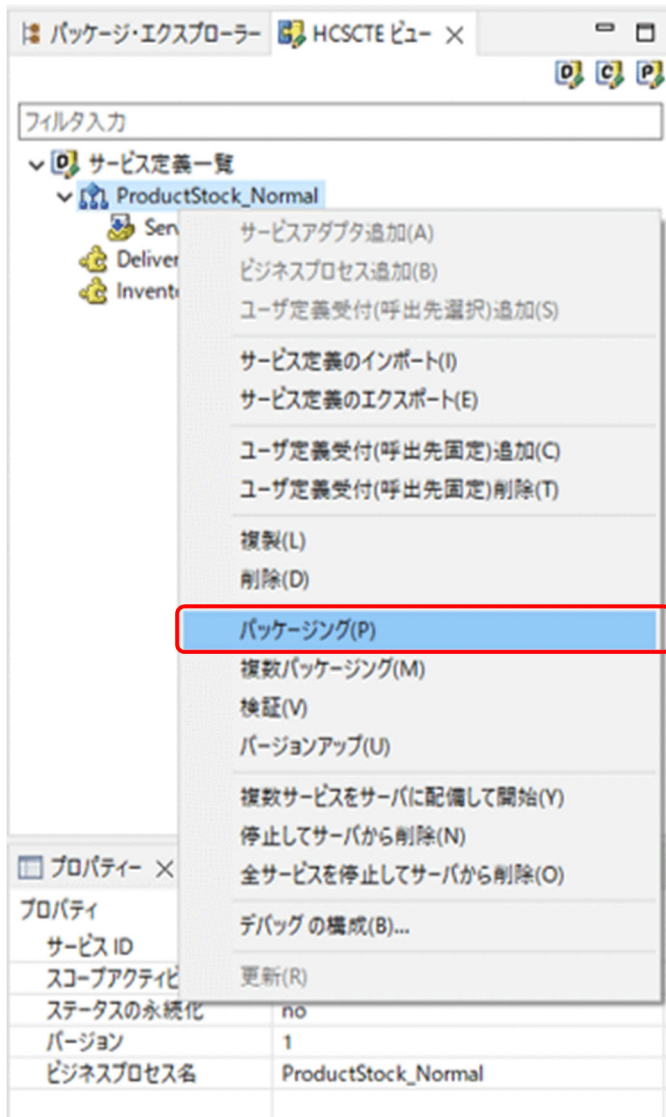 パッケージ・エクスプローラー HCSCTE ビュー
D C P
フィルタ入力
サービス定義一覧
ProductStock_Normal
Serv
Deliver
Invento
サービスアダプタ追加(A)
ビジネスプロセス追加(B)
ユーザ定義受付(呼出先選択)追加(S)
サービス定義のインポート(I)
サービス定義のエクスポート(E)
ユーザ定義受付(呼出先固定)追加(C)
ユーザ定義受付(呼出先固定)削除(T)
複製(L)
削除(D)
パッケージング(P)
複数パッケージング(M)
検証(V)
バージョンアップ(U)
複数サービスをサーバに配備して開始(Y)
停止してサーバから削除(N)
全サービスを停止してサーバから削除(O)
デバッグ の構成(B)...
更新(R)
プロパティー
プロパティ
サービス ID
スコープアクティビ
ステータスの永続化 no
バージョン 1
ビジネスプロセス名 ProductStock_Normal